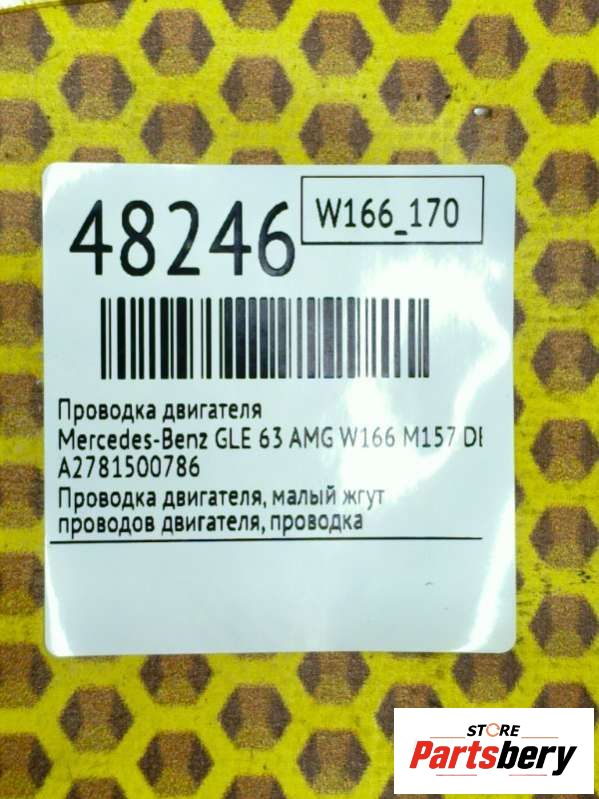 48246
W166_170
Проводка двигателя
Mercedes-Benz GLE 63 AMG W166 M157
A2781500786
Проводка двигателя, малый жгут
проводов двигателя, проводка
STORE
Partsbery